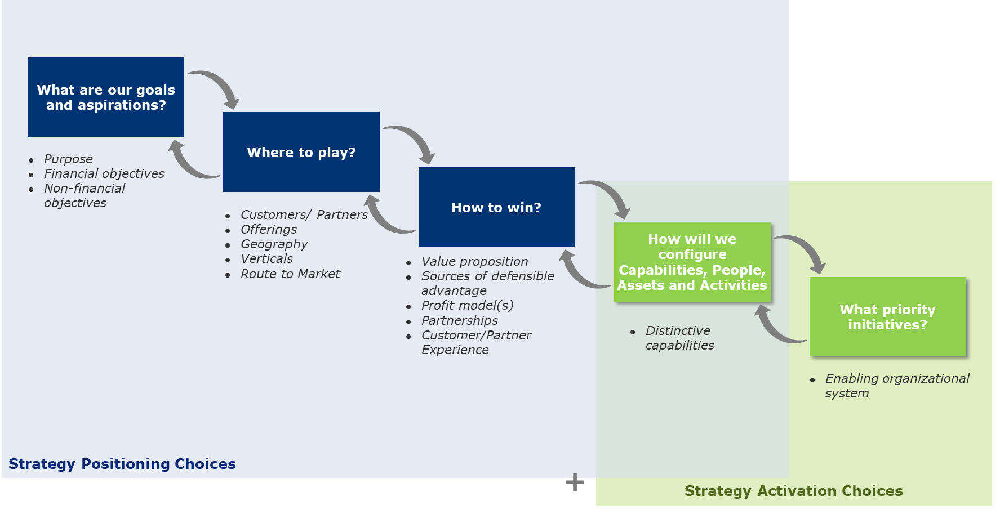 What are our goals
and aspirations?
• Purpose
• Financial objectives
• Non-financial
objectives
Where to play?
• Customers/ Partners
• Offerings
• Geography
• Verticals
• Route to Market
How to win?
• Value proposition
• Sources of defensible
advantage
• Profit model(s)
• Partnerships
• Customer/Partner
Experience
How will we
configure
Capabilities, People,
Assets and Activities
• Distinctive
capabilities
What priority
initiatives?
• Enabling organizational
system
Strategy Positioning Choices
+
Strategy Activation Choices